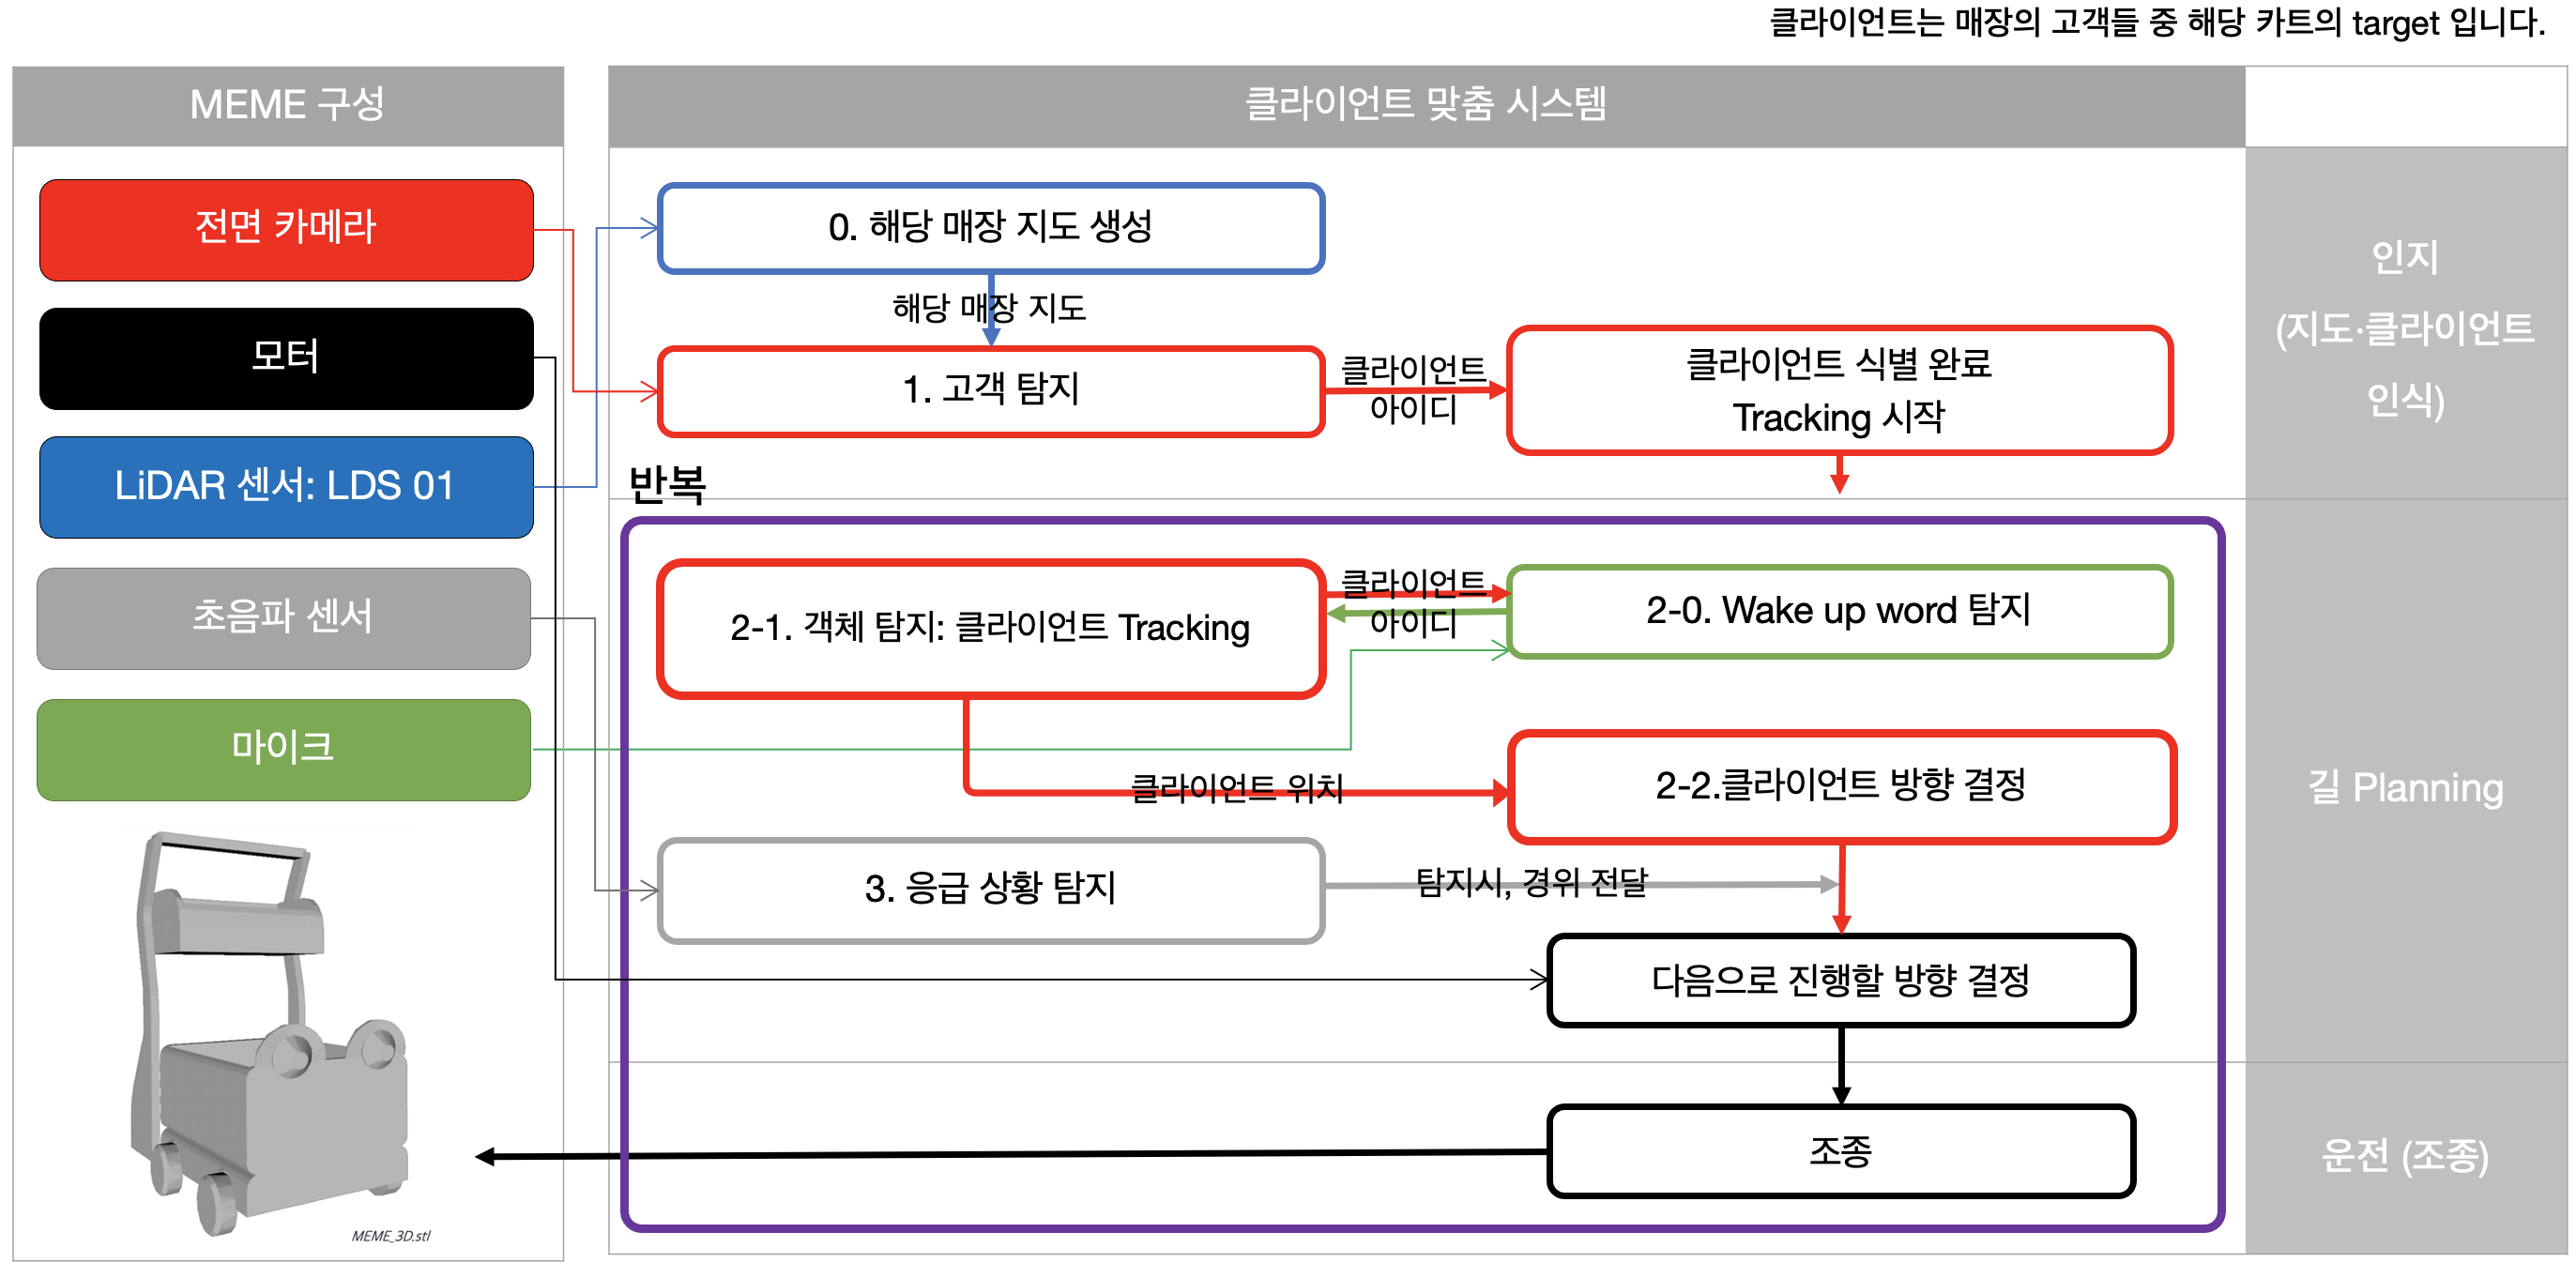 클라이언트는 매장의 고객들 중 해당 카트의 target 입니다.
MEME 구성
클라이언트 맞춤 시스템
전면 카메라
모터
LiDAR 센서: LDS 01
초음파 센서
마이크
MEME_3D.stl
0. 해당 매장 지도 생성
해당 매장 지도
1. 고객 탐지
클라이언트
아이디
클라이언트 식별 완료
Tracking 시작
인지
(지도·클라이언트
인식)
반복
2-1. 객체 탐지: 클라이언트 Tracking
클라이언트
아이디
2-0. Wake up word 탐지
클라이언트 위치
2-2.클라이언트 방향 결정
길 Planning
3. 응급 상황 탐지
탐지시, 경위 전달
다음으로 진행할 방향 결정
조종
운전 (조종)